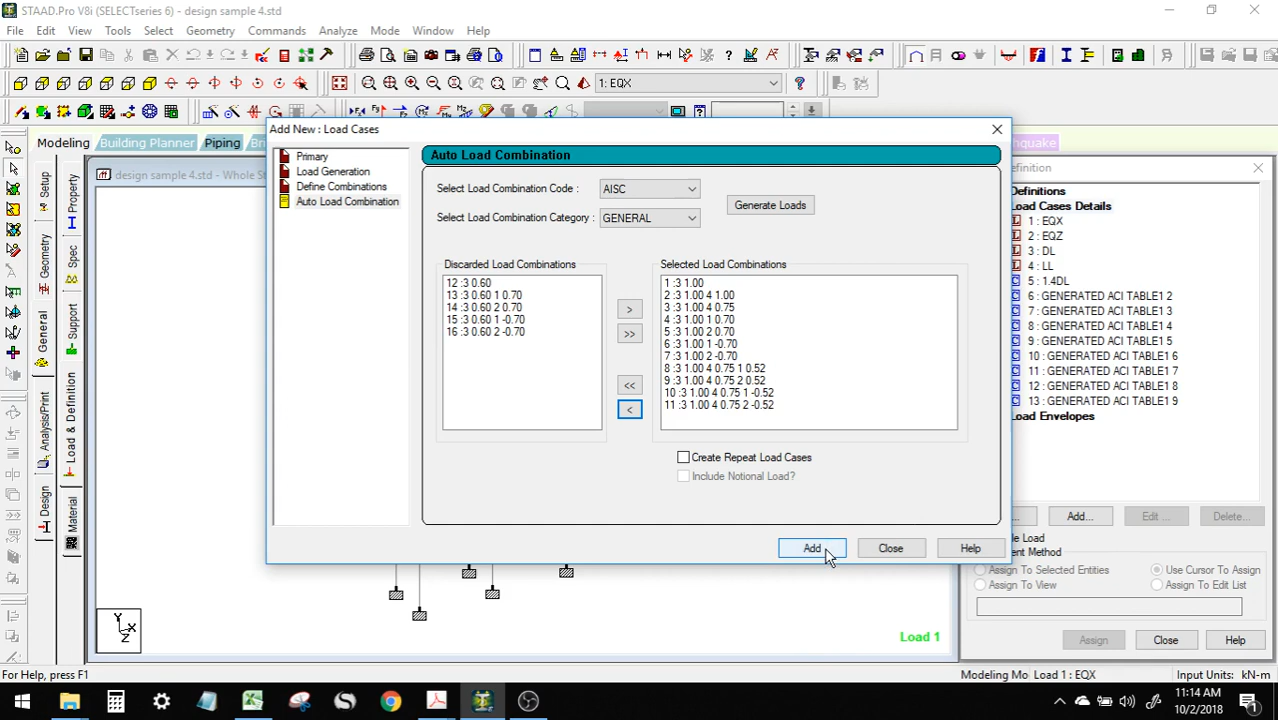 STAAD.Pro V8i (SELECTseries 6) - design sample 4.std
File Edit View Tools Select Geometry Commands Analyze Mode Window Help
1: EQX
Modeling Building Planner Piping
Add New : Load Cases
design sample 4.std - Whole
Primary
Load Generation
Define Combinations
Auto Load Combination
Auto Load Combination
Select Load Combination Code :
AISC
Select Load Combination Category :
GENERAL
Generate Loads
Discarded Load Combinations
12 :3 0.60
13 :3 0.60 1 0.70
14 :3 0.60 2 0.70
15 :3 0.60 1 -0.70
16 :3 0.60 2 -0.70
>
>>
<<
<
Selected Load Combinations
1 :3 1.00
2 :3 1.00 4 1.00
3 :3 1.00 4 0.75
4 :3 1.00 1 0.70
5 :3 1.00 2 0.70
6 :3 1.00 1 -0.70
7 :3 1.00 2 -0.70
8 :3 1.00 4 0.75 1 0.52
9 :3 1.00 4 0.75 2 0.52
10 :3 1.00 4 0.75 1 -0.52
11 :3 1.00 4 0.75 2 -0.52
Create Repeat Load Cases
Include Notional Load?
Add
Close
Help
Setup
Geometry
General
Analysis/Print
Design
Property
Spec
Support
Load & Definition
Material
Definitions
Load Cases Details
1 : EQX
2 : EQZ
3 : DL
4 : LL
5 : 1.4DL
6 : GENERATED ACI TABLE1 2
7 : GENERATED ACI TABLE1 3
8 : GENERATED ACI TABLE1 4
9 : GENERATED ACI TABLE1 5
10 : GENERATED ACI TABLE1 6
11 : GENERATED ACI TABLE1 7
12 : GENERATED ACI TABLE1 8
13 : GENERATED ACI TABLE1 9
Load Envelopes
Add...
Edit ...
Delete...
Assign To Selected Entities
Use Cursor To Assign
Assign To View
Assign To Edit List
Assign
Close
Help
Y
X
Z
Load 1
For Help, press F1
Modeling Mo
Load 1 : EQX
Input Units: kN-m
11:14 AM
10/2/2018